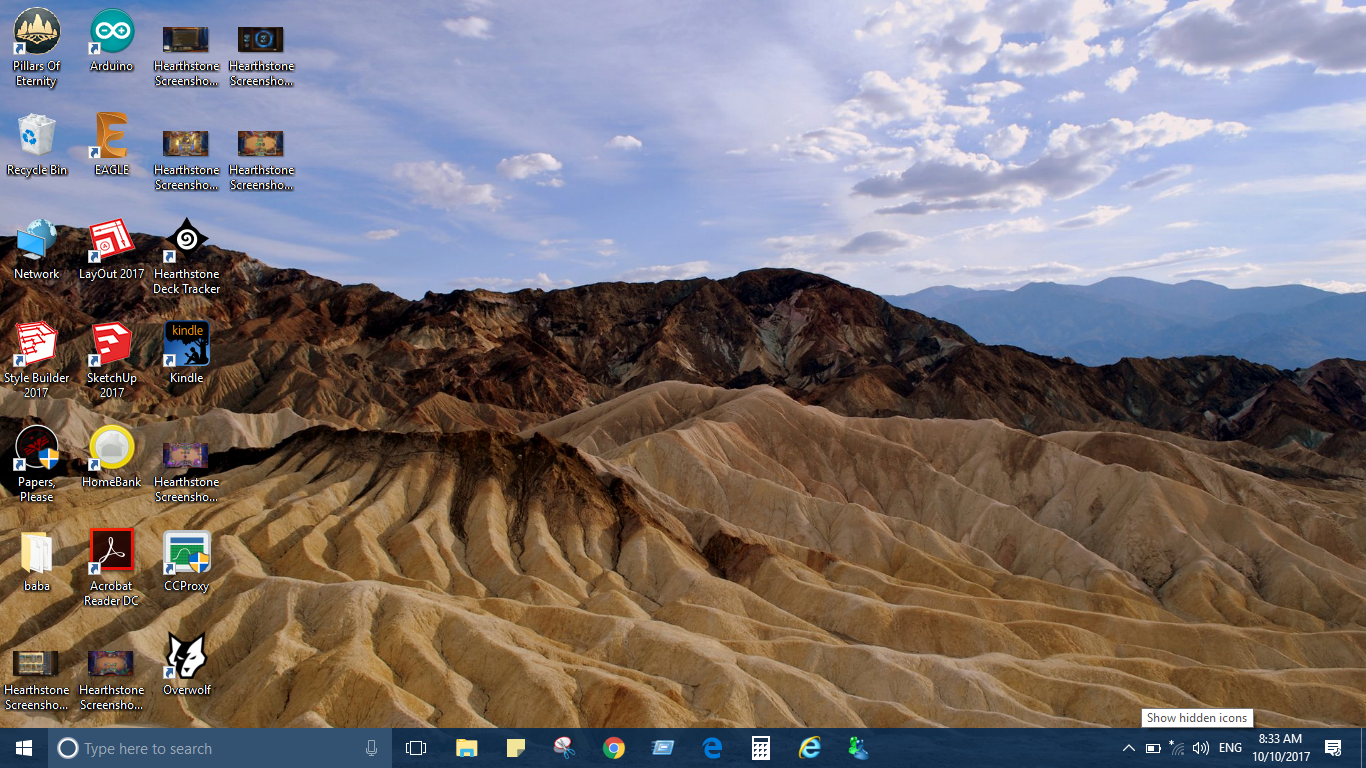 Pillars Of
Eternity
Arduino
Hearthstone
Screensho...
Hearthstone
Screensho...
Recycle Bin
EAGLE
Hearthstone
Screensho...
Hearthstone
Screensho...
Network
LayOut 2017
Hearthstone
Deck Tracker
Style Builder
2017
SketchUp
2017
kindle
Kindle
Papers,
Please
HomeBank
Hearthstone
Screensho...
baba
Acrobat
Reader DC
CCProxy
Hearthstone
Screensho...
Hearthstone
Screensho...
Overwolf
Show hidden icons
Type here to search
ENG
8:33 AM
10/10/2017